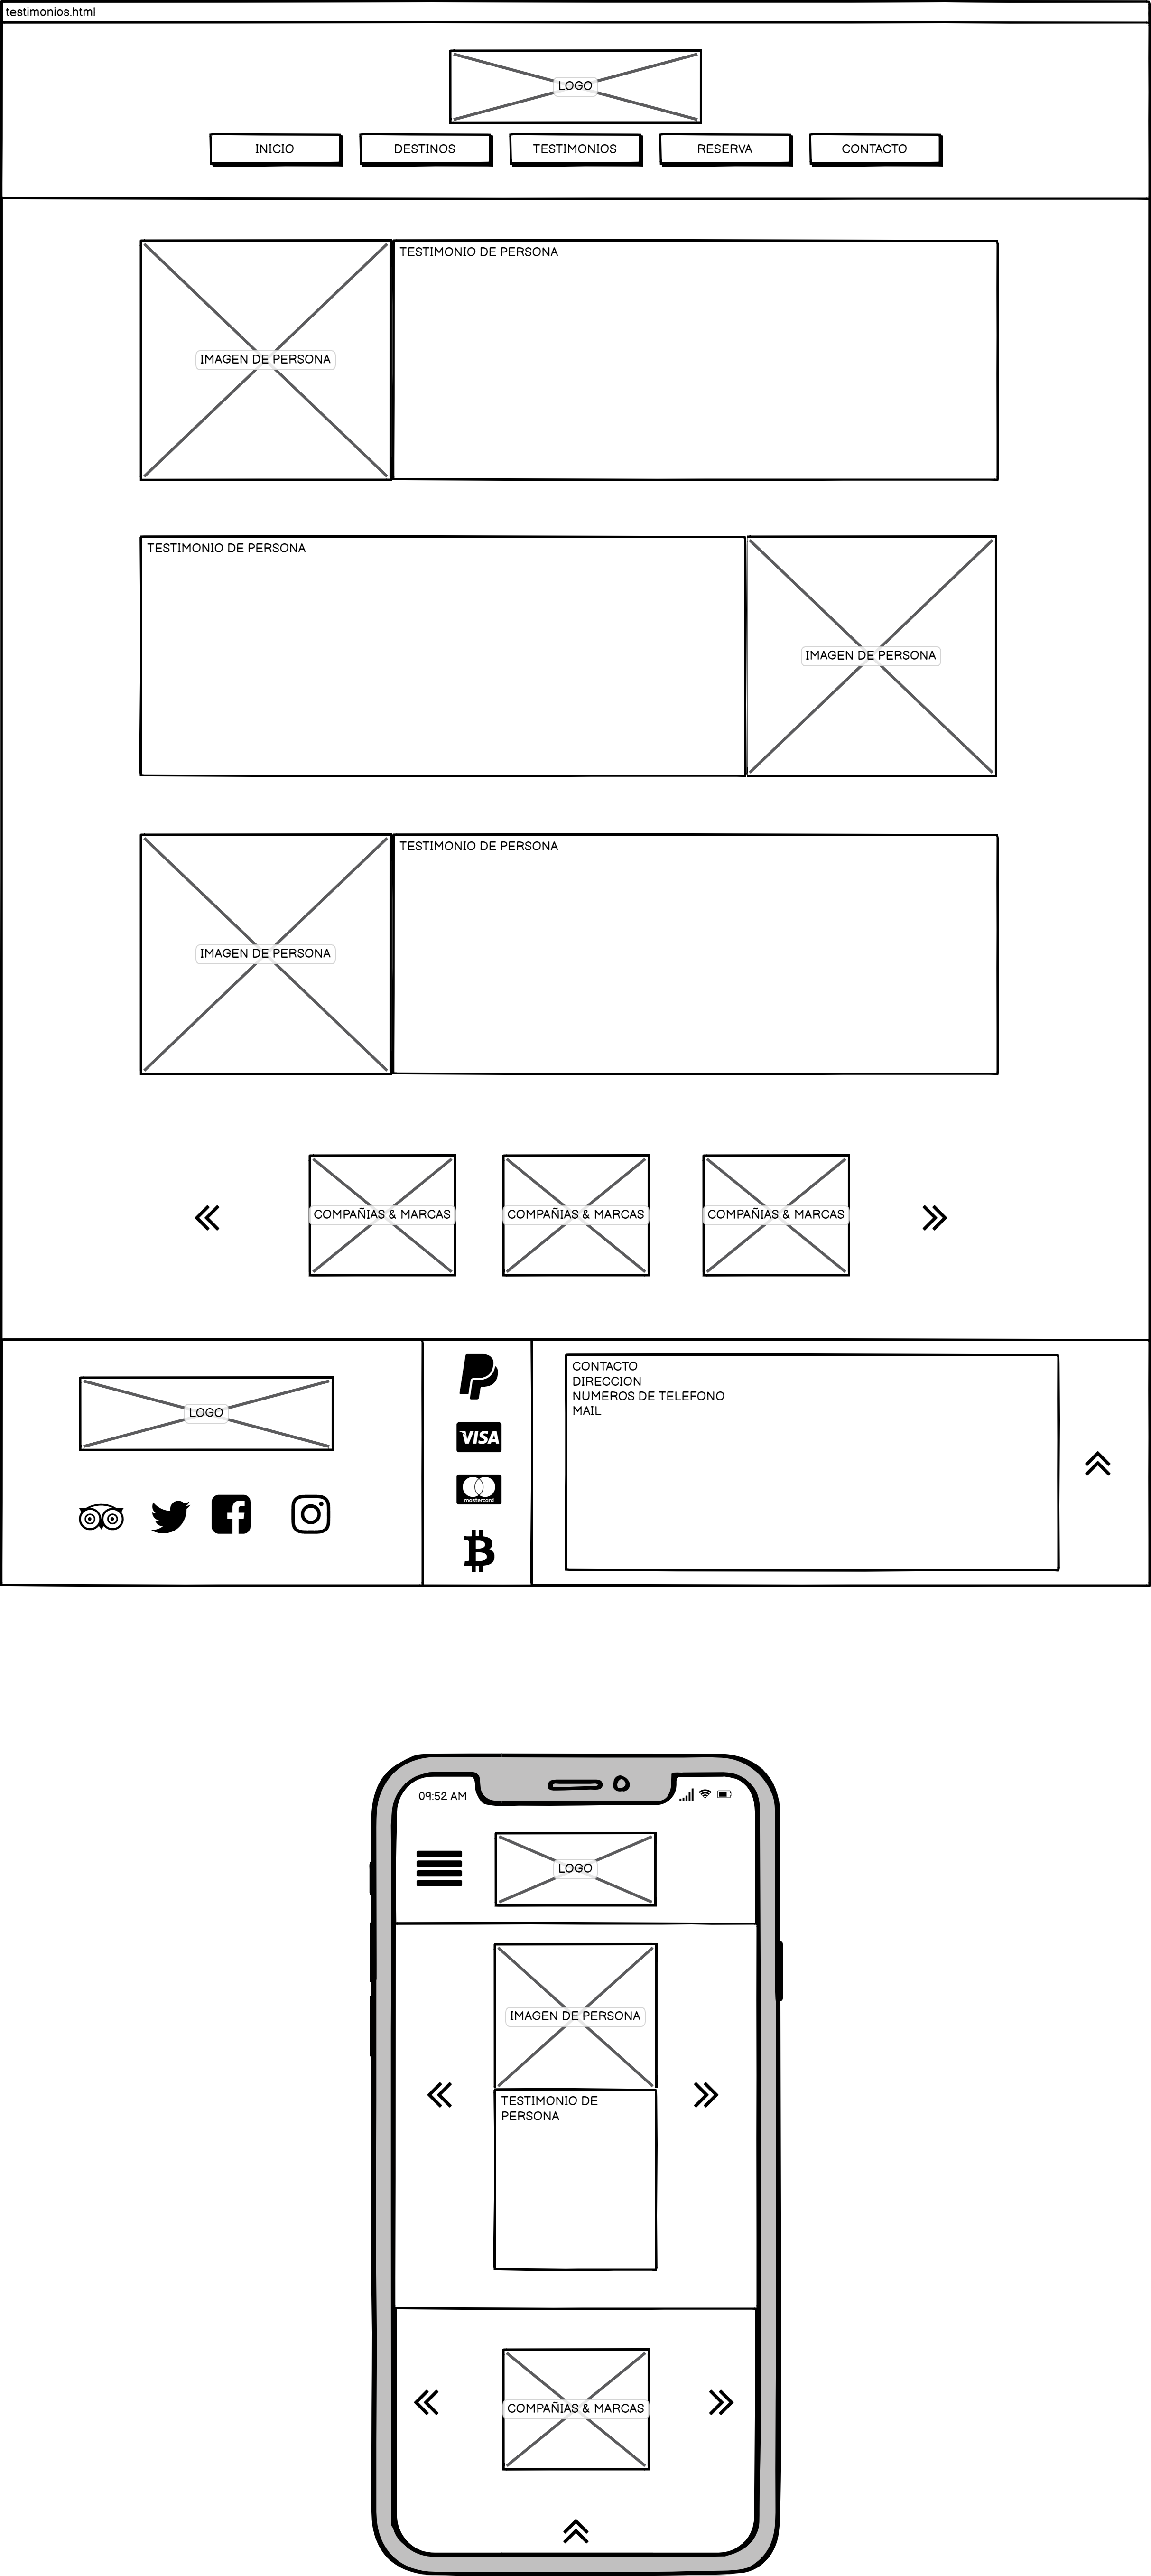 testimonios.html
LOGO
INICIO DESTINOS TESTIMONIOS RESERVA CONTACTO
TESTIMONIO DE PERSONA
IMAGEN DE PERSONA
TESTIMONIO DE PERSONA
IMAGEN DE PERSONA
TESTIMONIO DE PERSONA
IMAGEN DE PERSONA
COMPAÑIAS & MARCAS COMPAÑIAS & MARCAS COMPAÑIAS & MARCAS
LOGO
VISA
mastercard
CONTACTO
DIRECCION
NUMEROS DE TELEFONO
MAIL
09:52 AM
LOGO
IMAGEN DE PERSONA
TESTIMONIO DE
PERSONA
COMPAÑIAS & MARCAS